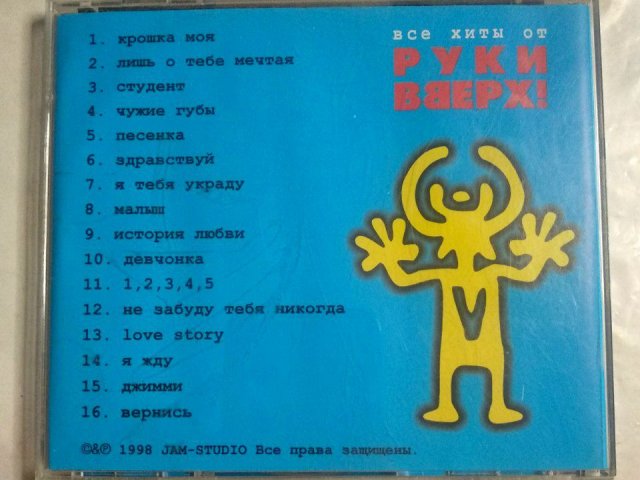 все хиты от
РУКИ
ВВЕРХ!
1. крошка моя
2. лишь о тебе мечтая
3. студент
4. чужие губы
5. песенка
6. здравствуй
7. я тебя украду
8. малыш
9. история любви
10. девчонка
11. 1,2,3,4,5
12. не забуду тебя никогда
13. love story
14. я жду
15. джимми
16. вернись
©&℗ 1998 JAM-STUDIO Все права защищены.